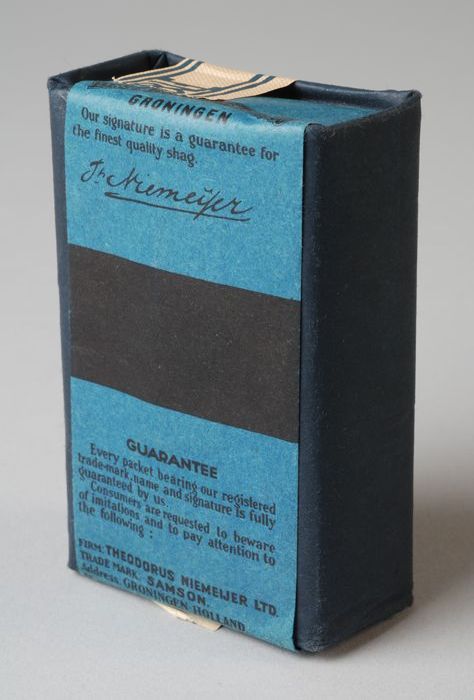 GRONINGEN
Our signature is a guarantee for
the finest quality shag.
Th Niemeijer
GUARANTEE
Every packet bearing our registered
trade-mark, name and signature is fully
guaranteed by us.
Consumers are requested to beware
of imitations and to pay attention to
the following :
FIRM: THEODORUS NIEMEIJER LTD.
TRADE MARK: SAMSON.
Address. GRONINGEN-HOLLAND